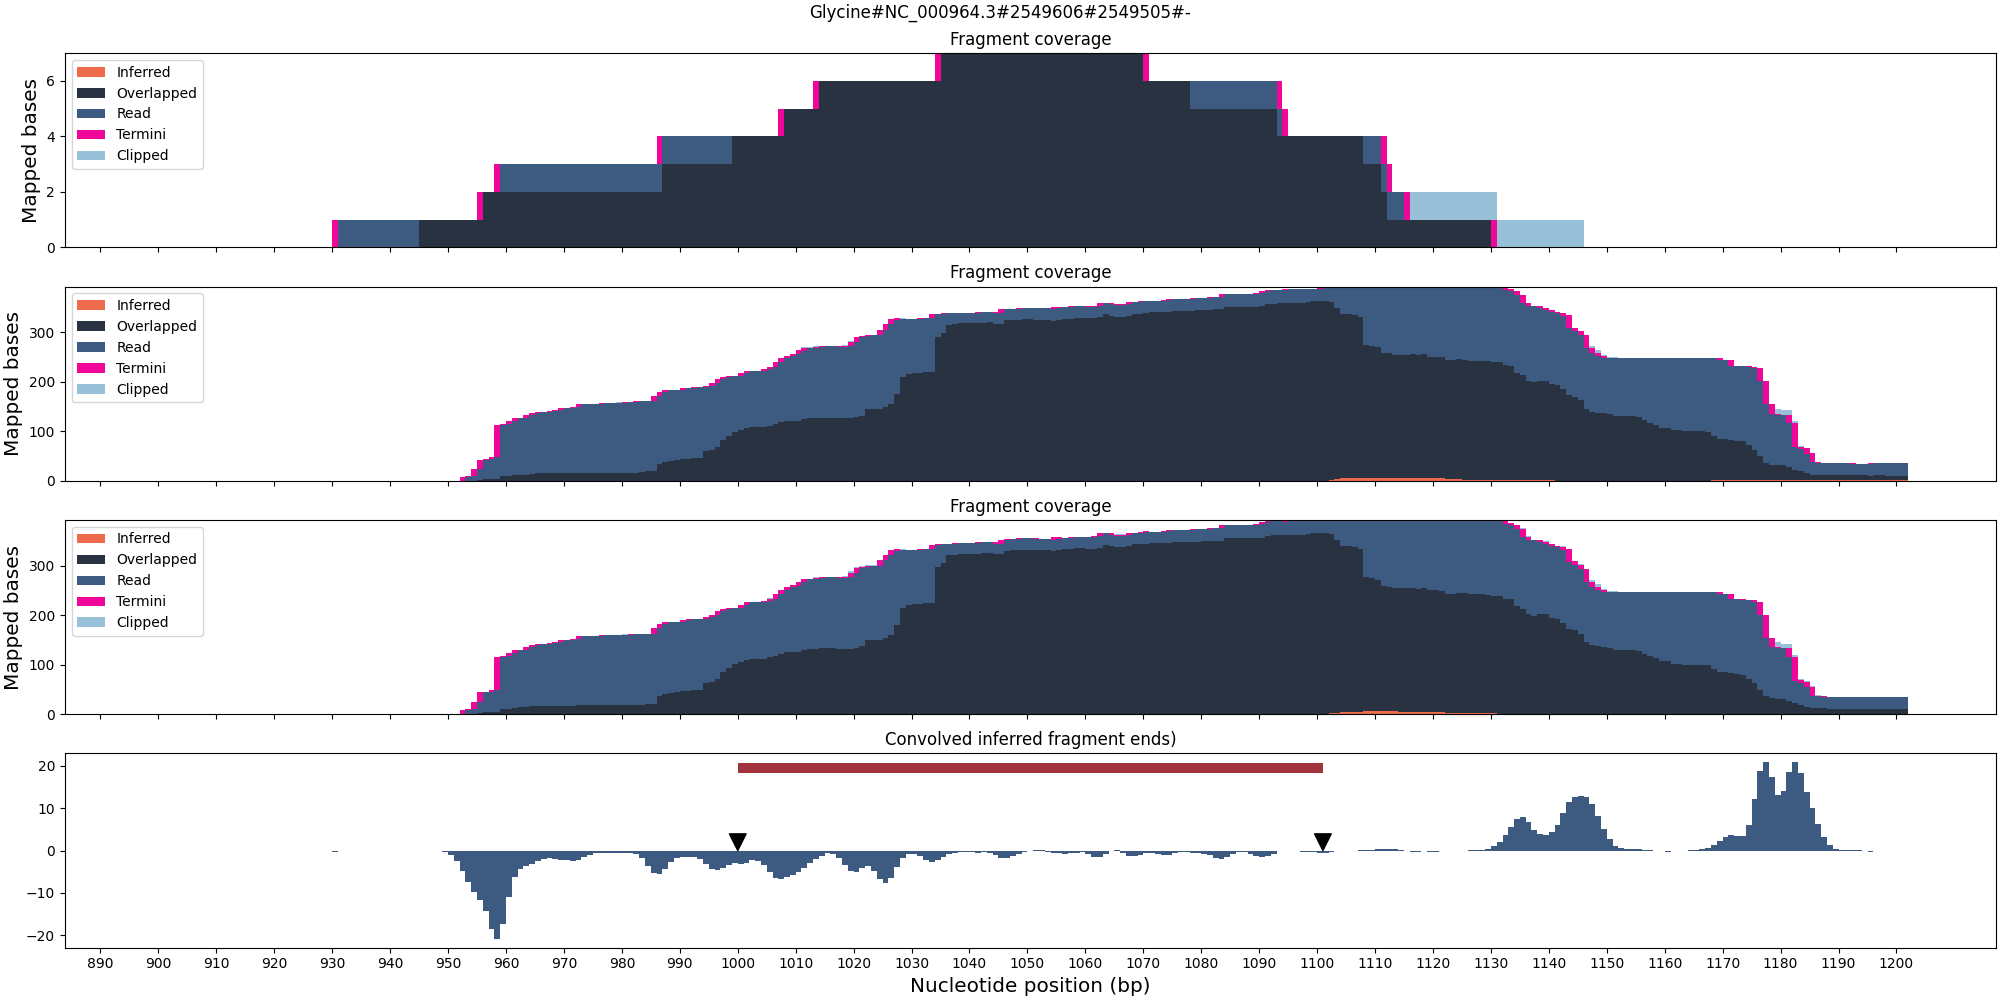 Glycine#NC_000964.3#2549606#2549505#-
Fragment coverage
Mapped bases
6
4
2
0
Inferred
Overlapped
Read
Termini
Clipped
Fragment coverage
Mapped bases
300
200
100
0
Inferred
Overlapped
Read
Termini
Clipped
Fragment coverage
Mapped bases
300
200
100
0
Inferred
Overlapped
Read
Termini
Clipped
Convolved inferred fragment ends)
20
10
0
−10
−20
890 900 910 920 930 940 950 960 970 980 990 1000 1010 1020 1030 1040 1050 1060 1070 1080 1090 1100 1110 1120 1130 1140 1150 1160 1170 1180 1190 1200
Nucleotide position (bp)